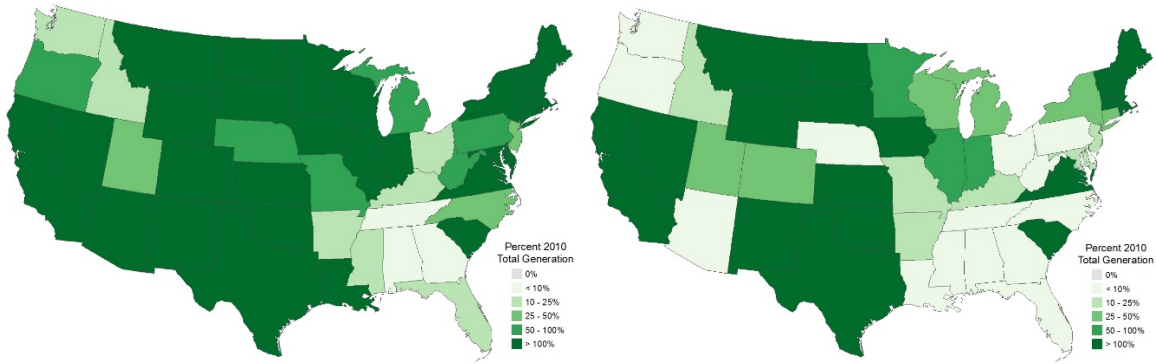 Percent 2010
Total Generation
0%
< 10%
10 - 25%
25 - 50%
50 - 100%
> 100%
Percent 2010
Total Generation
0%
< 10%
10 - 25%
25 - 50%
50 - 100%
> 100%